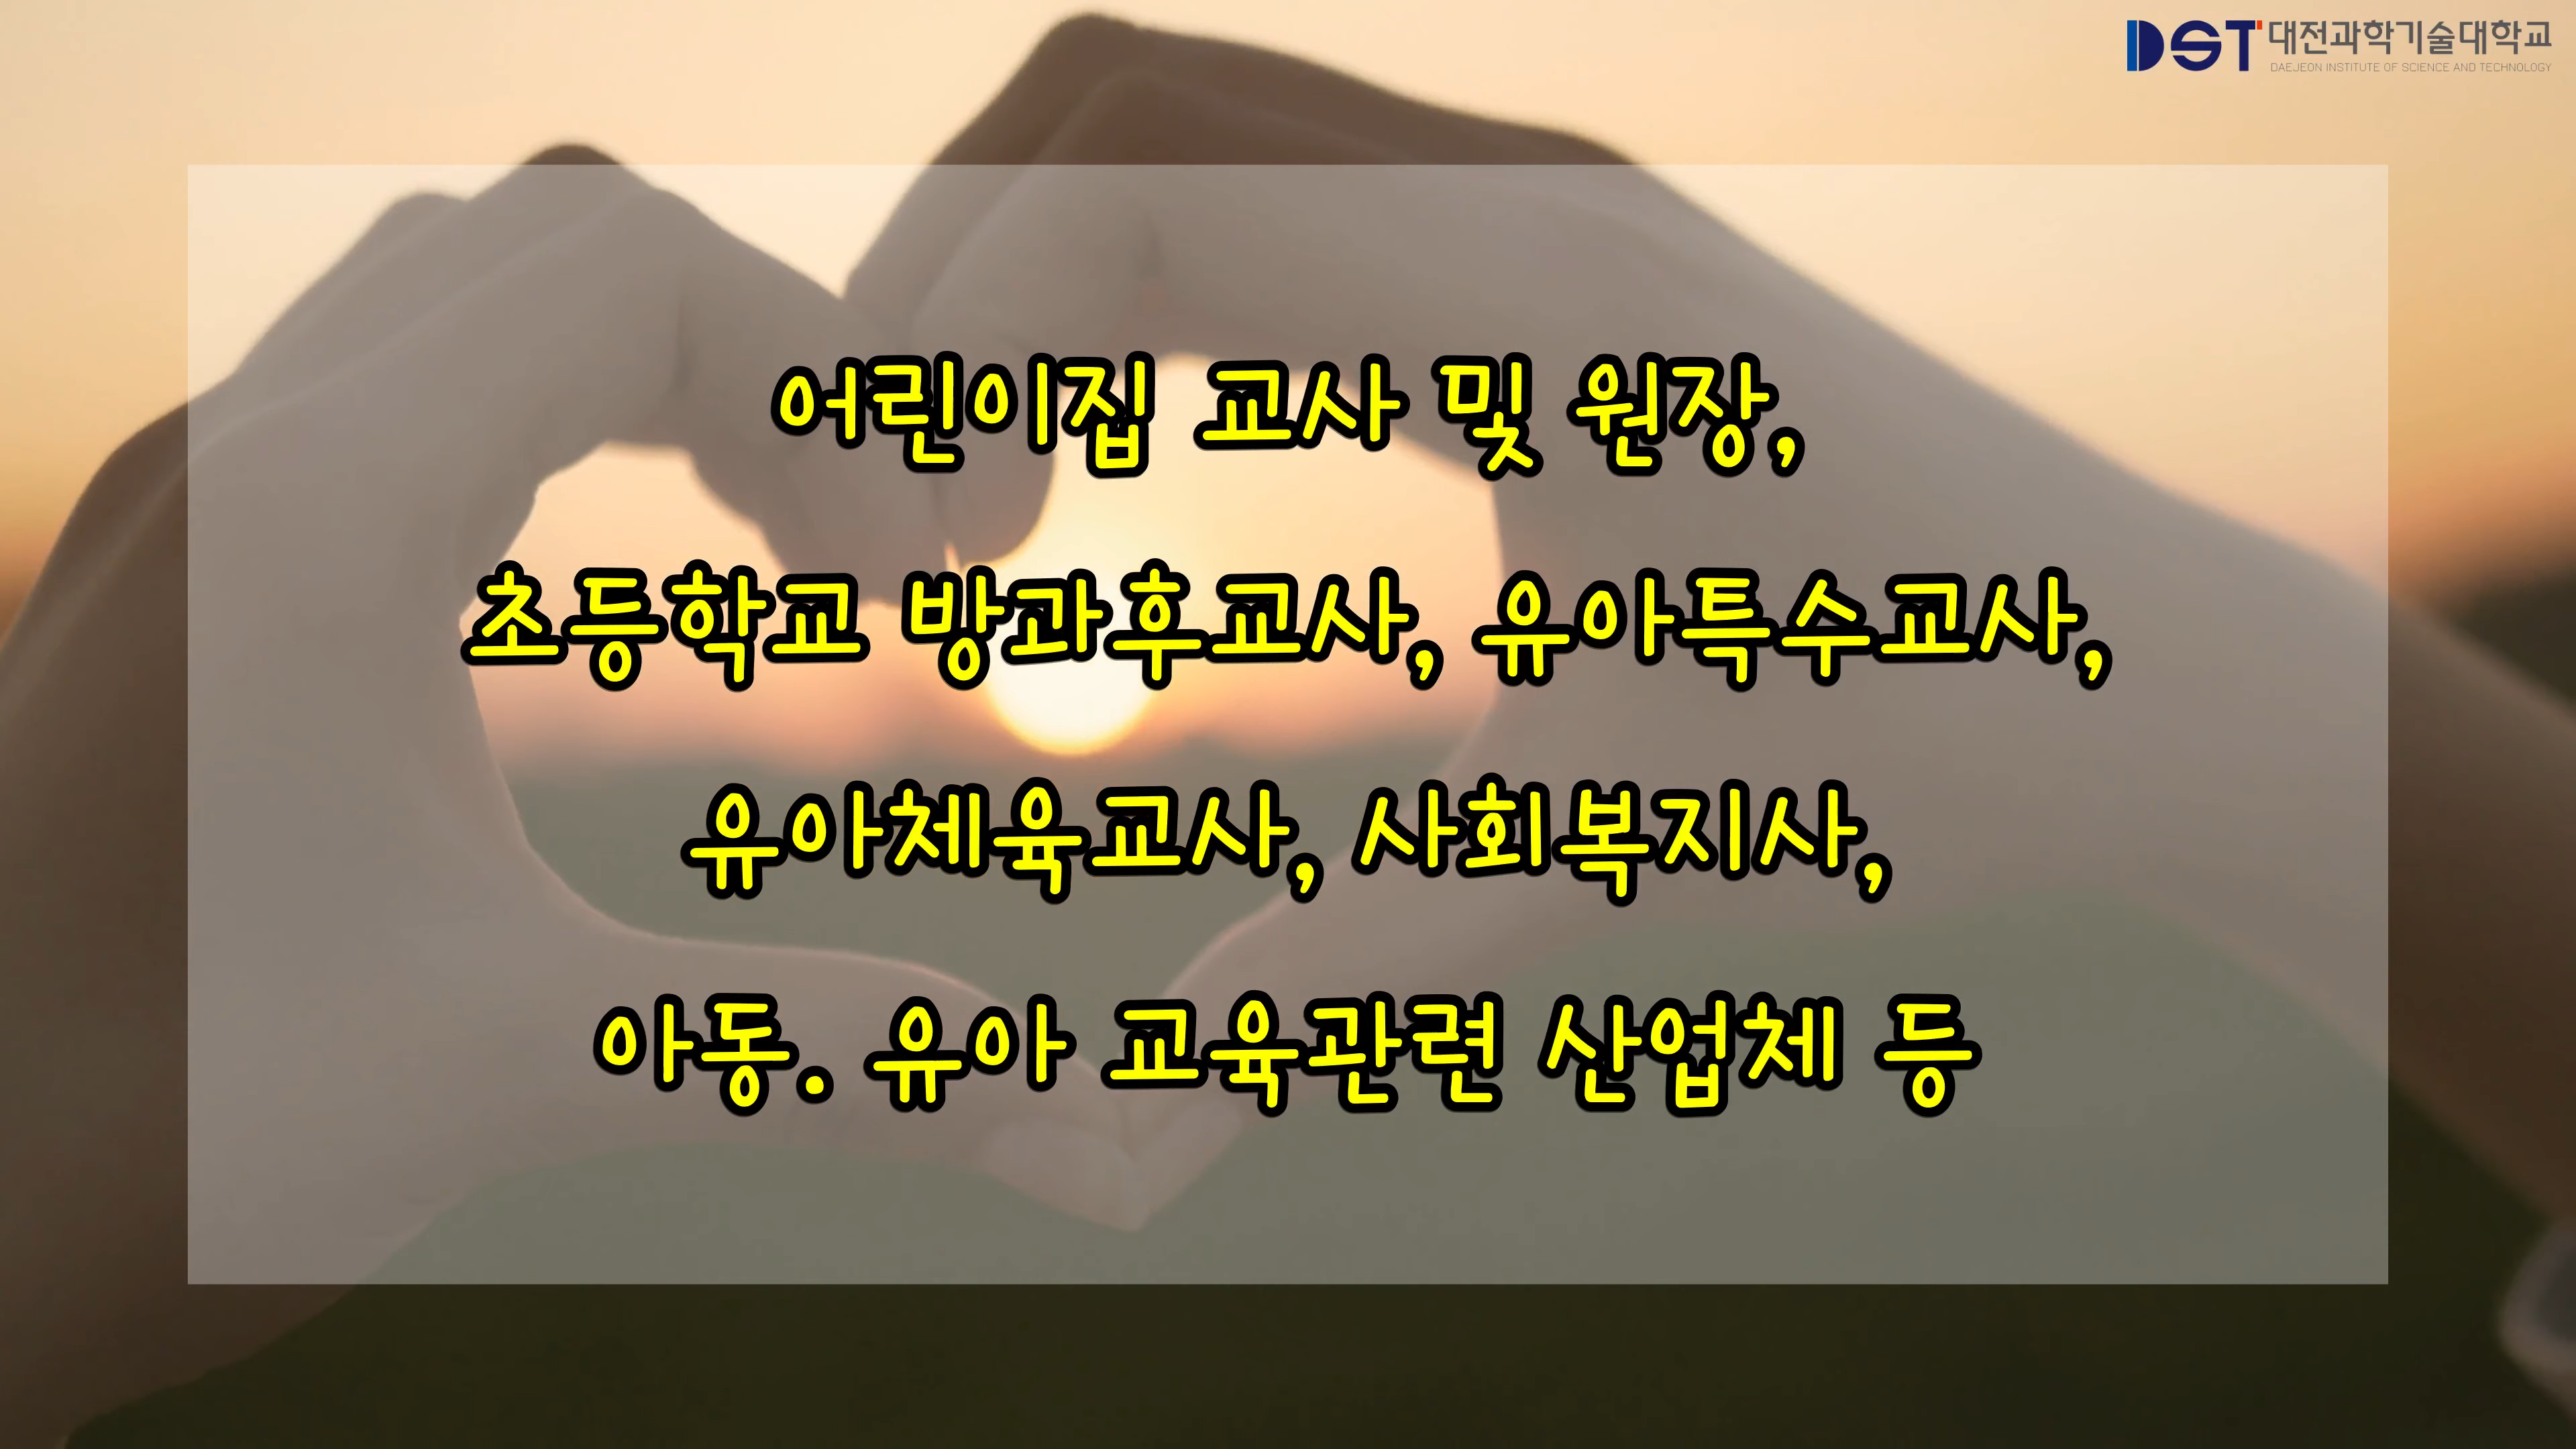 DST 대전과학기술대학교
DAEJEON INSTITUTE OF SCIENCE AND TECHNOLOGY
어린이집 교사 및 원장,
초등학교 방과후교사, 유아특수교사,
유아체육교사, 사회복지사,
아동. 유아 교육관련 산업체 등